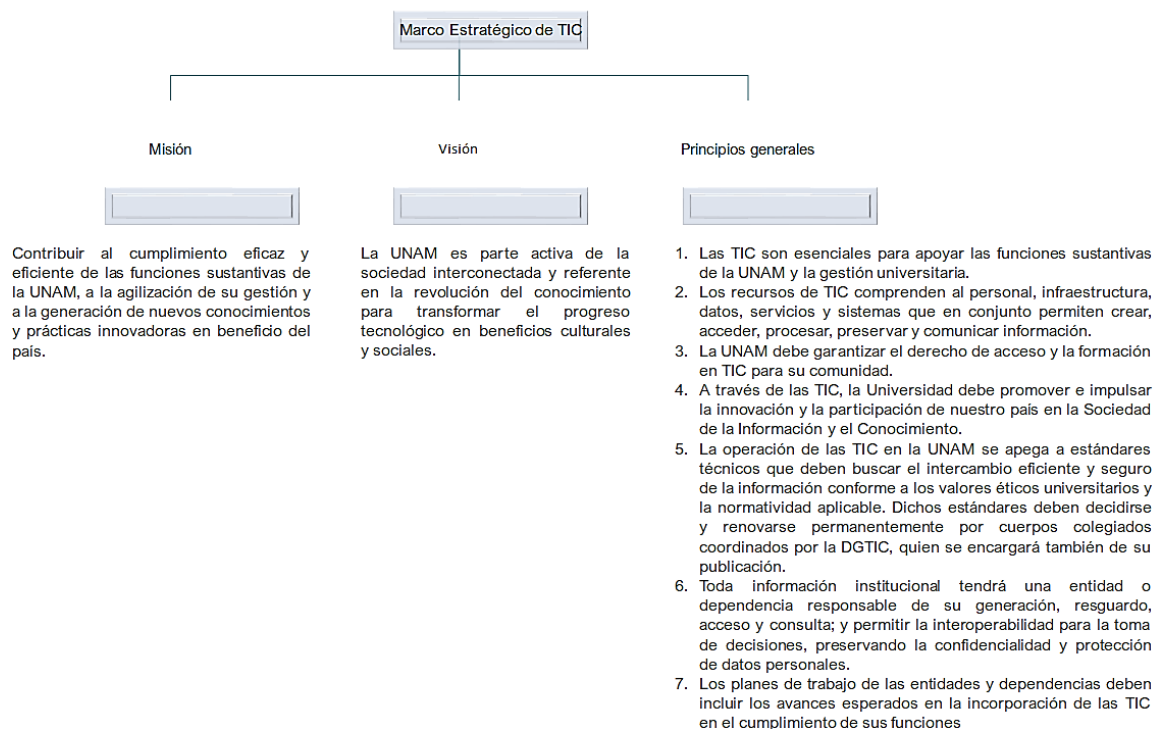 Marco Estratégico de TIC
Misión
Visión
Principios generales
Contribuir al cumplimiento eficaz y
eficiente de las funciones sustantivas de
la UNAM, a la agilización de su gestión y
a la generación de nuevos conocimientos
y prácticas innovadoras en beneficio del
país.
La UNAM es parte activa de la
sociedad interconectada y referente
en la revolución del conocimiento
para transformar el progreso
tecnológico en beneficios culturales
y sociales.
1. Las TIC son esenciales para apoyar las funciones sustantivas
de la UNAM y la gestión universitaria.
2. Los recursos de TIC comprenden al personal, infraestructura,
datos, servicios y sistemas que en conjunto permiten crear,
acceder, procesar, preservar y comunicar información.
3. La UNAM debe garantizar el derecho de acceso y la formación
en TIC para su comunidad.
4. A través de las TIC, la Universidad debe promover e impulsar
la innovación y la participación de nuestro país en la Sociedad
de la Información y el Conocimiento.
5. La operación de las TIC en la UNAM se apega a estándares
técnicos que deben buscar el intercambio eficiente y seguro
de la información conforme a los valores éticos universitarios y
la normatividad aplicable. Dichos estándares deben decidirse
y renovarse permanentemente por cuerpos colegiados
coordinados por la DGTIC, quien se encargará también de su
publicación.
6. Toda información institucional tendrá una entidad o
dependencia responsable de su generación, resguardo,
acceso y consulta; y permitir la interoperabilidad para la toma
de decisiones, preservando la confidencialidad y protección
de datos personales.
7. Los planes de trabajo de las entidades y dependencias deben
incluir los avances esperados en la incorporación de las TIC
en el cumplimiento de sus funciones